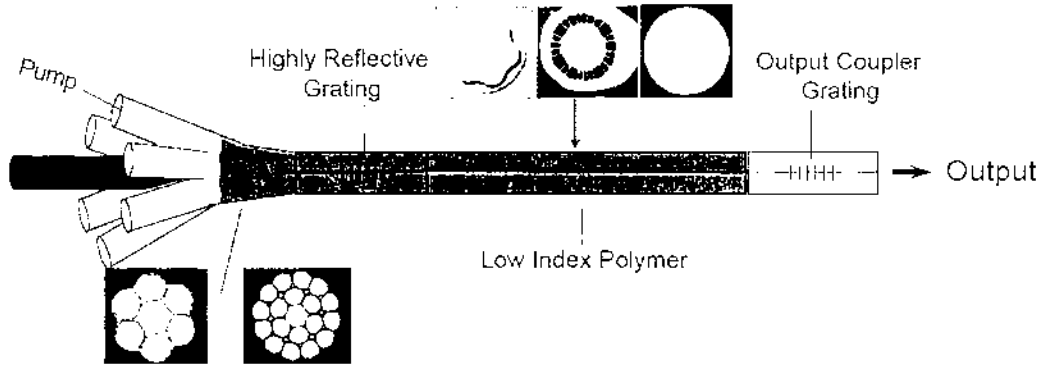 Pump
Highly Reflective
Grating
Output Coupler
Grating
Output
Low Index Polymer